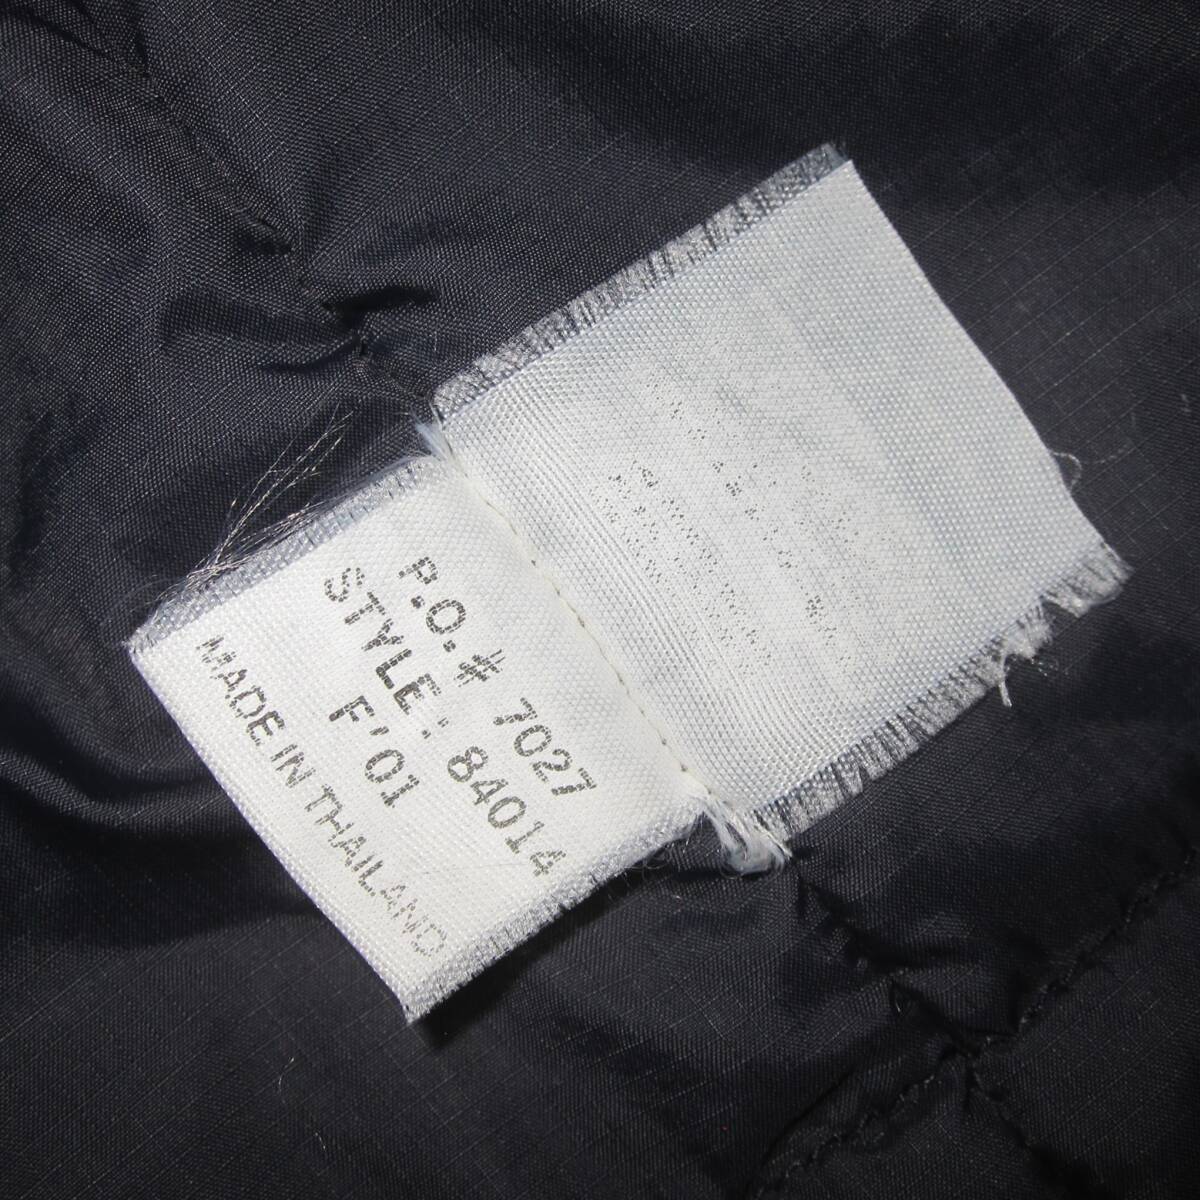 P.O.# 7027
STYLE: 84014
F'01
MADE IN THAILAND